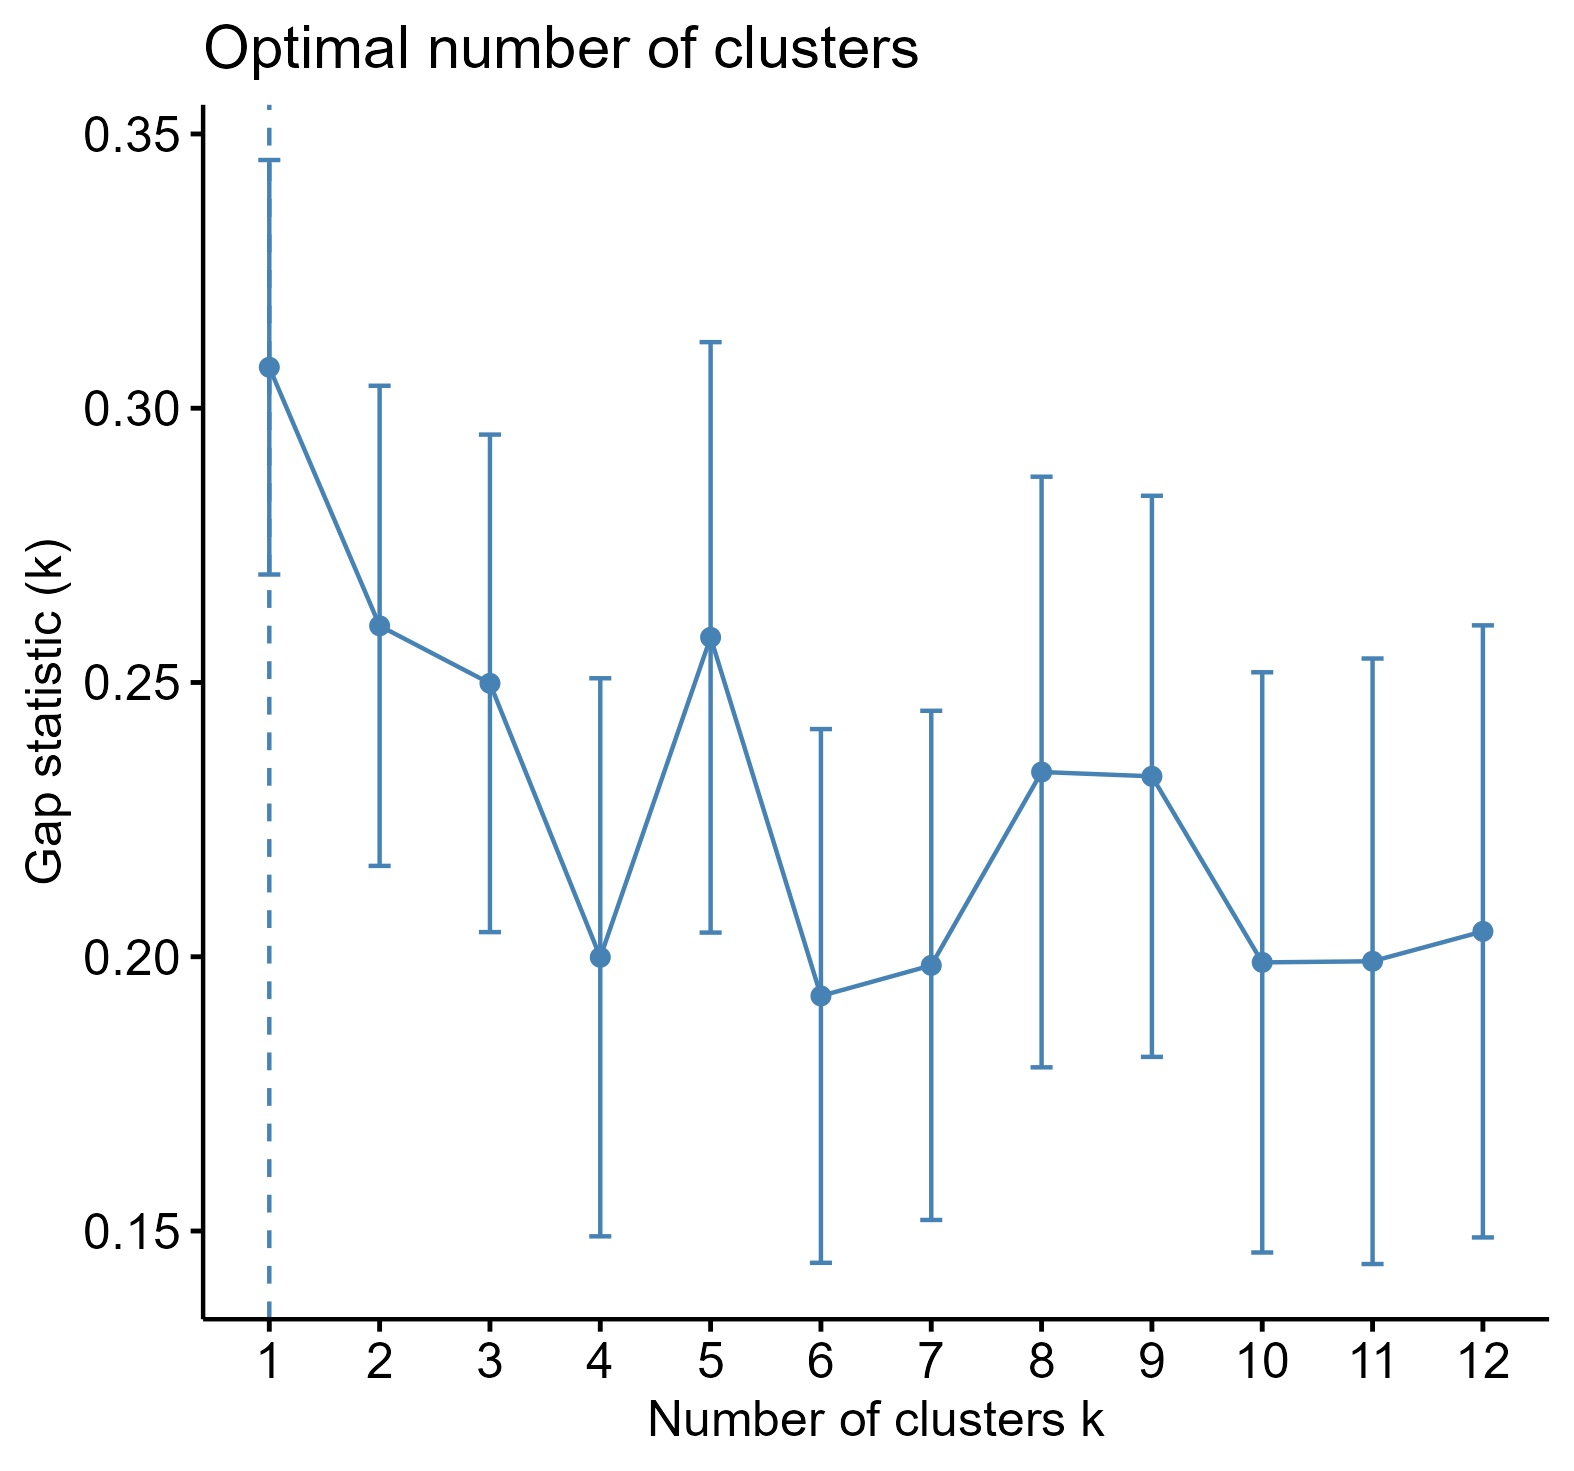 Optimal number of clusters
0.35
0.30
0.25
0.20
0.15
Gap statistic (k)
1 2 3 4 5 6 7 8 9 10 11 12
Number of clusters k